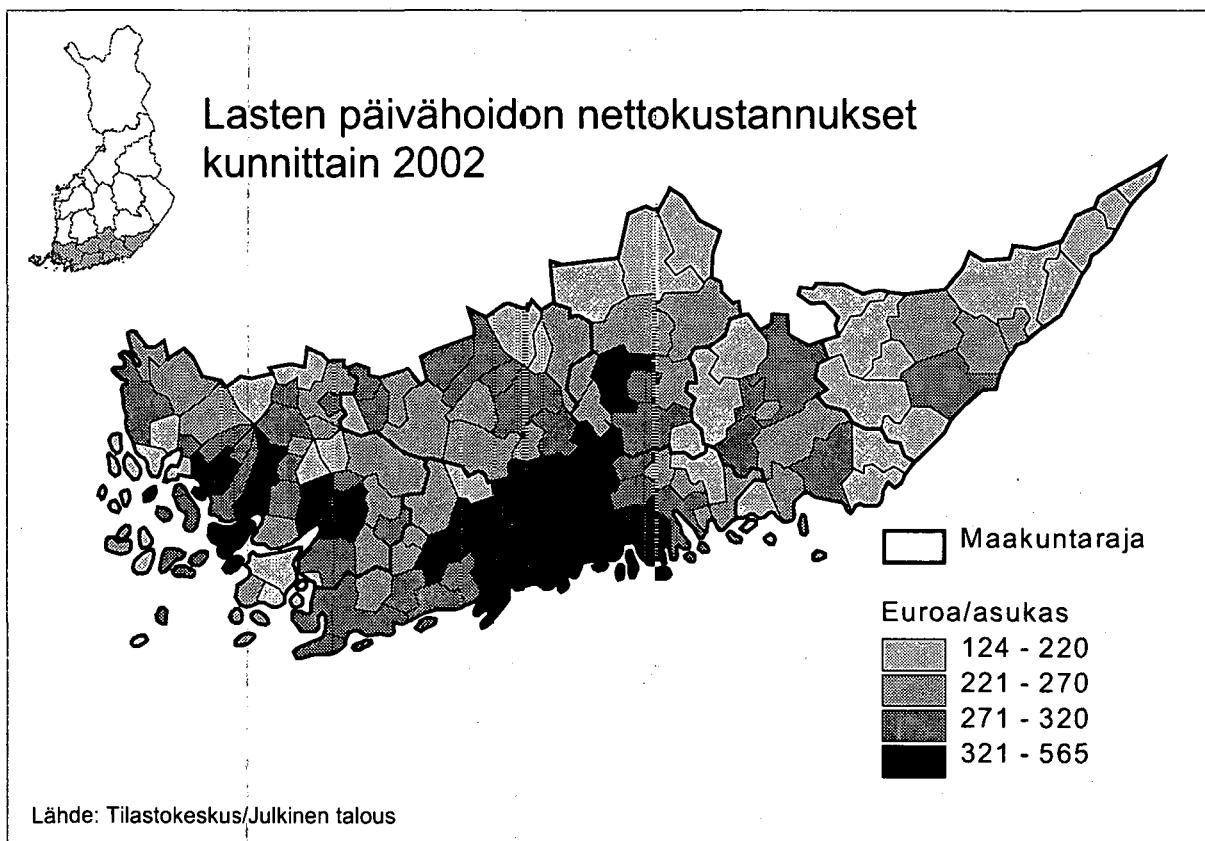 Lasten päivähoidon nettokustannukset
kunnittain 2002
Maakuntaraja
Euroa/asukas
124 - 220
221 - 270
271 - 320
321 - 565
Lähde: Tilastokeskus/Julkinen talous